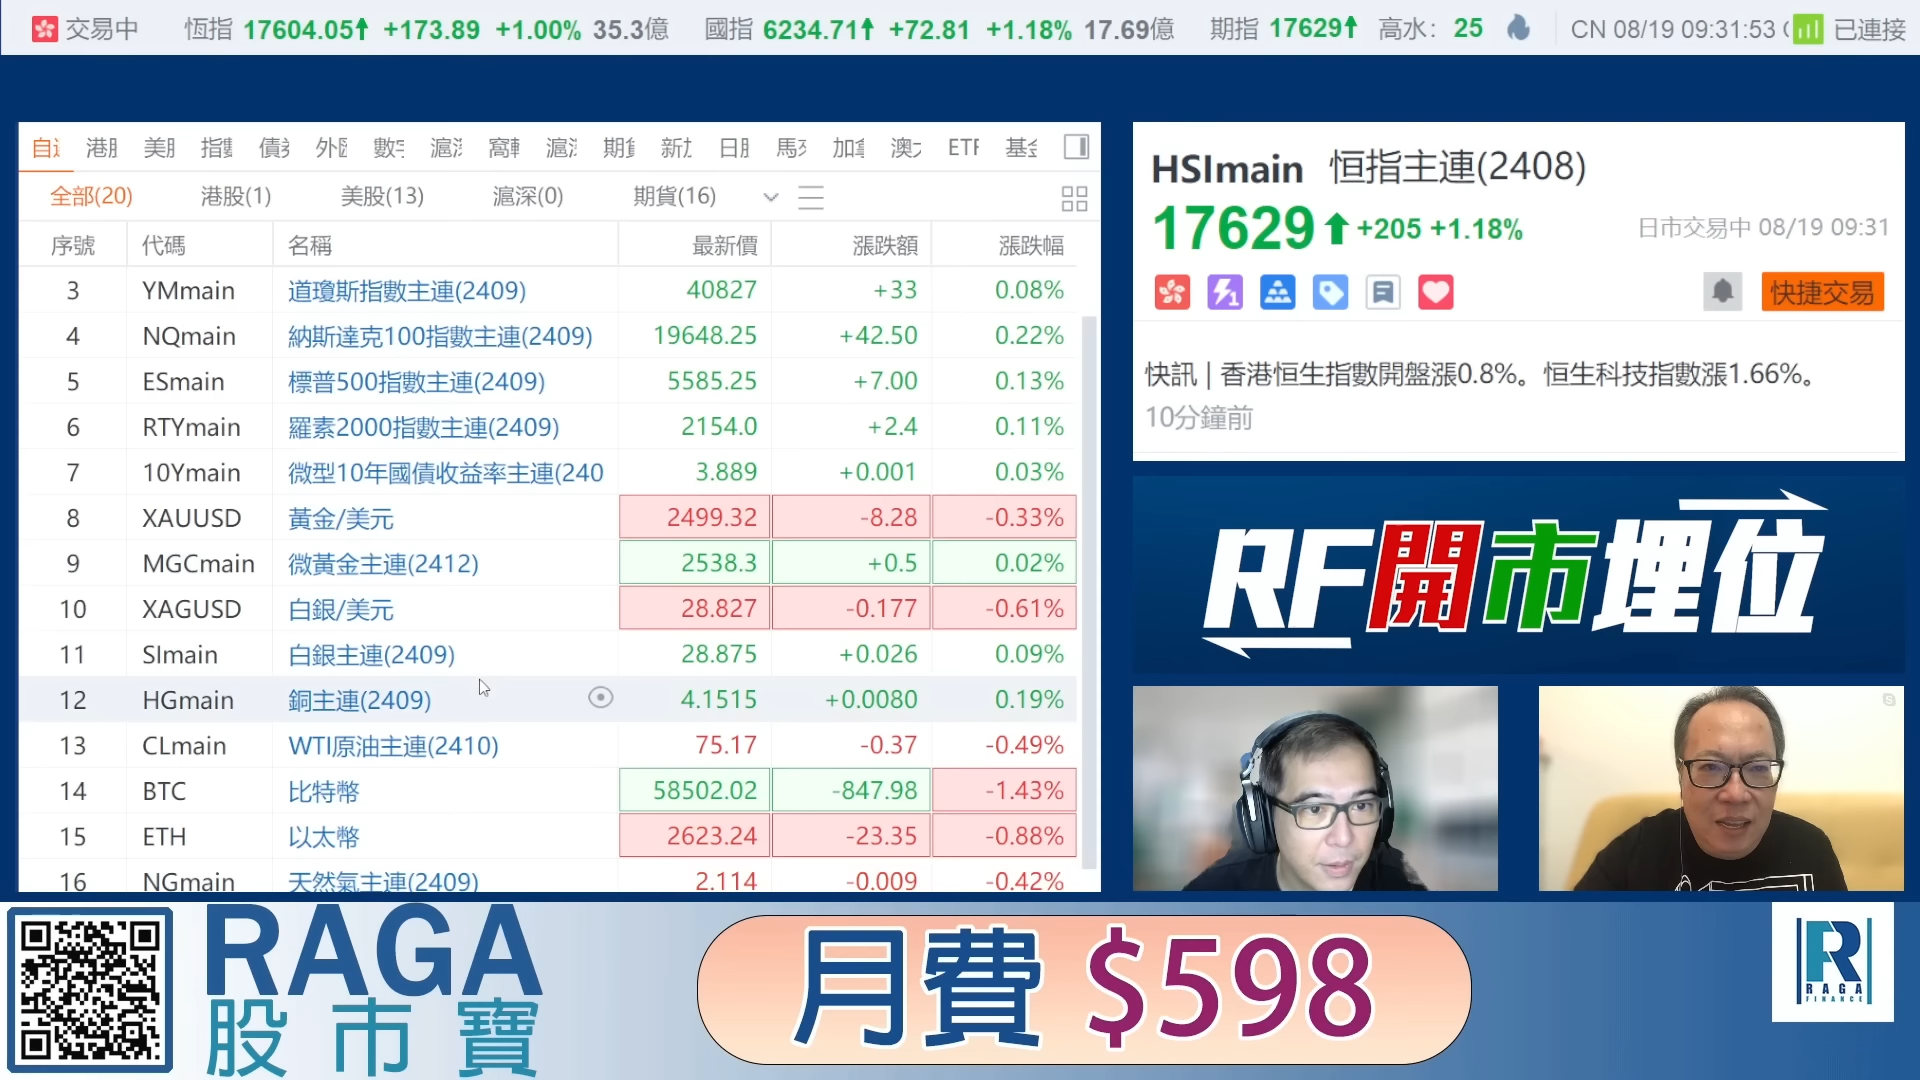 交易中 恆指 17604.05 +173.89 +1.00% 35.3億 國指 6234.71 +72.81 +1.18% 17.69億 期指 17629 高水: 25 CN 08/19 09:31:53 已連接
港股 美股 新加 日股 ETF 基金
全部(20) 港股(1) 美股(13) 滬深(0) 期貨(16)
序號 代碼 名稱 最新價 漲跌額 漲跌幅
3 YMmain 道瓊斯指數主連(2409) 40827 +33 0.08%
4 NQmain 納斯達克100指數主連(2409) 19648.25 +42.50 0.22%
5 ESmain 標普500指數主連(2409) 5585.25 +7.00 0.13%
6 RTYmain 羅素2000指數主連(2409) 2154.0 +2.4 0.11%
7 10Ymain 微型10年國債收益率主連(240 3.889 +0.001 0.03%
8 XAUUSD 黃金/美元 2499.32 -8.28 -0.33%
9 MGCmain 微黃金主連(2412) 2538.3 +0.5 0.02%
10 XAGUSD 白銀/美元 28.827 -0.177 -0.61%
11 SImain 白銀主連(2409) 28.875 +0.026 0.09%
12 HGmain 銅主連(2409) 4.1515 +0.0080 0.19%
13 CLmain WTI原油主連(2410) 75.17 -0.37 -0.49%
14 BTC 比特幣 58502.02 -847.98 -1.43%
15 ETH 以太幣 2623.24 -23.35 -0.88%
16 NGmain 天然氣主連(2409) 2.114 -0.009 -0.42%
HSImain 恒指主連(2408)
17629 +205 +1.18% 日市交易中 08/19 09:31
快捷交易
快訊 | 香港恒生指數開盤漲0.8%。恒生科技指數漲1.66%。
10分鐘前
RF開市埋位
RAGA
股市寶
月費 $598
RAGA
FINANCE